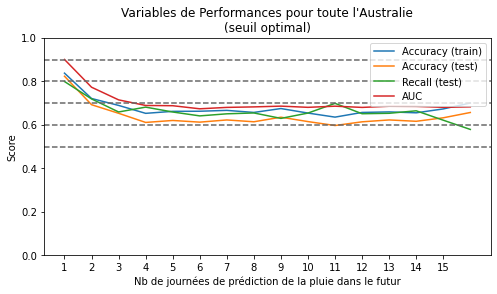 Variables de Performances pour toute l'Australie
(seuil optimal)
Accuracy (train)
Accuracy (test)
Recall (test)
AUC
1.0
0.8
0.6
0.4
0.2
0.0
Score
1 2 3 4 5 6 7 8 9 10 11 12 13 14 15
Nb de journées de prédiction de la pluie dans le futur